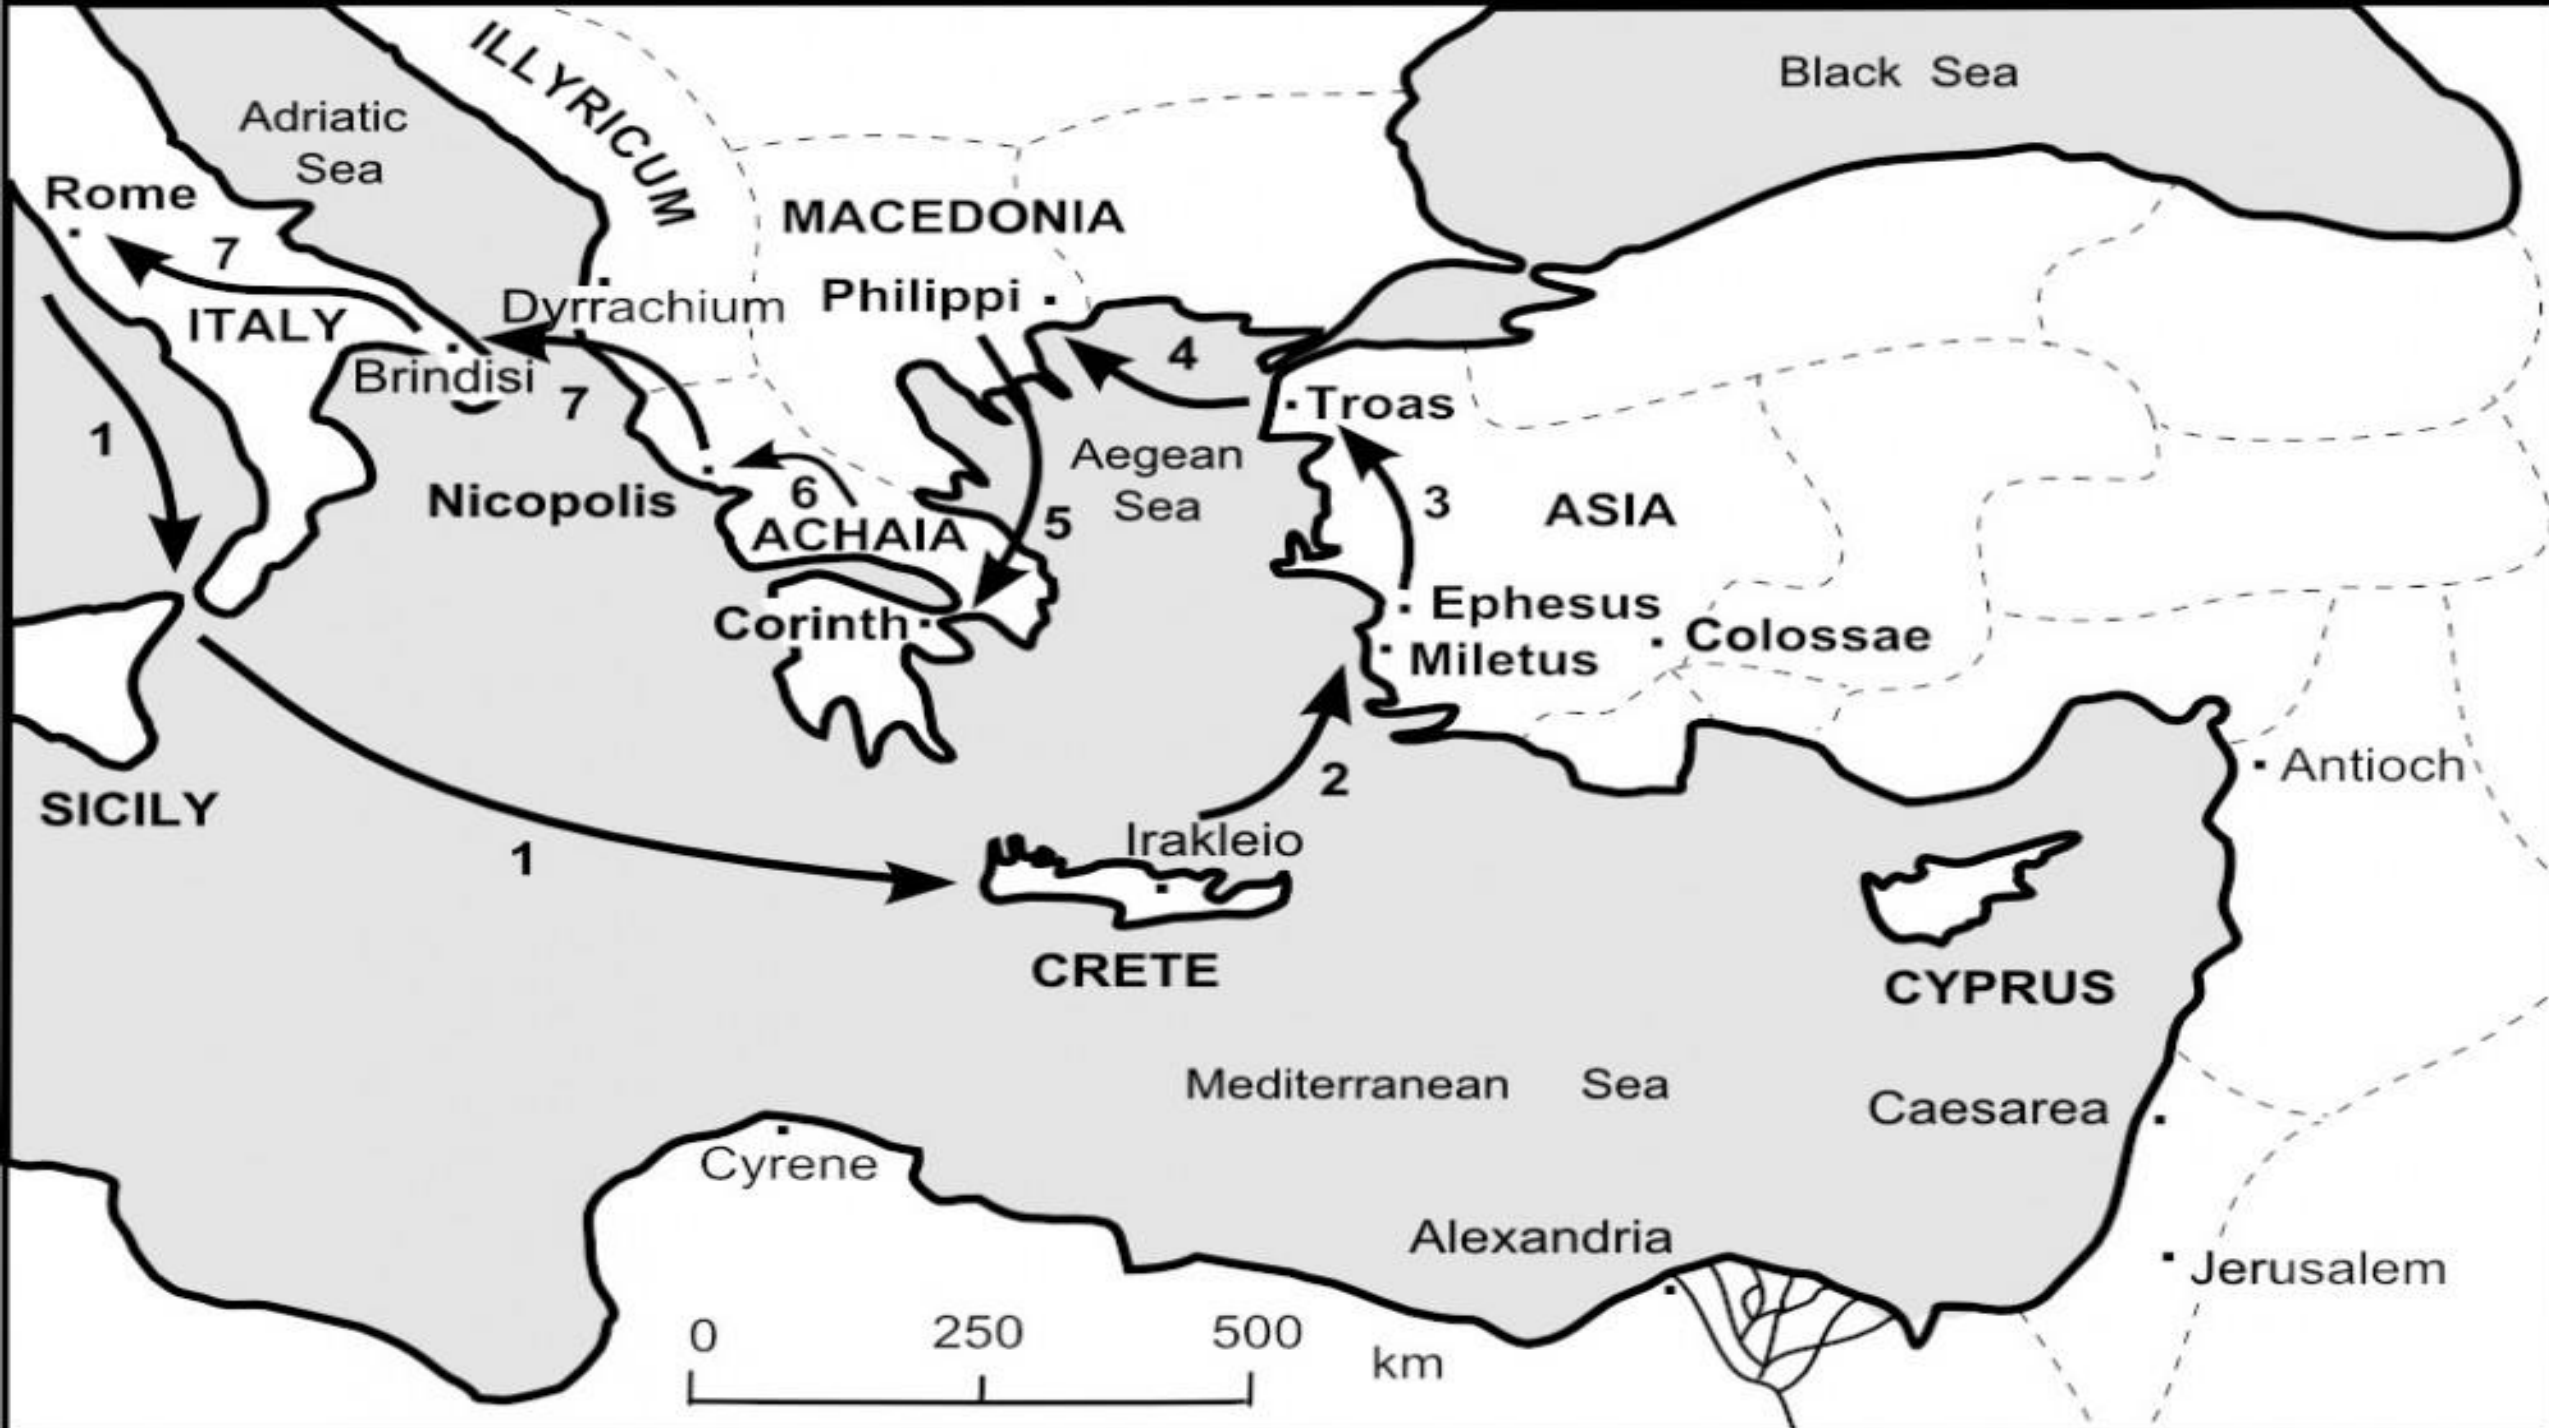 ILLYRICUM
Black Sea
Adriatic
Sea
Rome
MACEDONIA
7
Dyrrachium
Philippi
ITALY
4
Brindisi
7
Troas
1
Aegean
Sea
Nicopolis
6
5
3
ASIA
ACHAIA
Ephesus
Corinth
Colossae
Miletus
Antioch
2
SICILY
Irakleio
1
CRETE
CYPRUS
Mediterranean Sea
Caesarea
Cyrene
Alexandria
Jerusalem
0 250 500
km